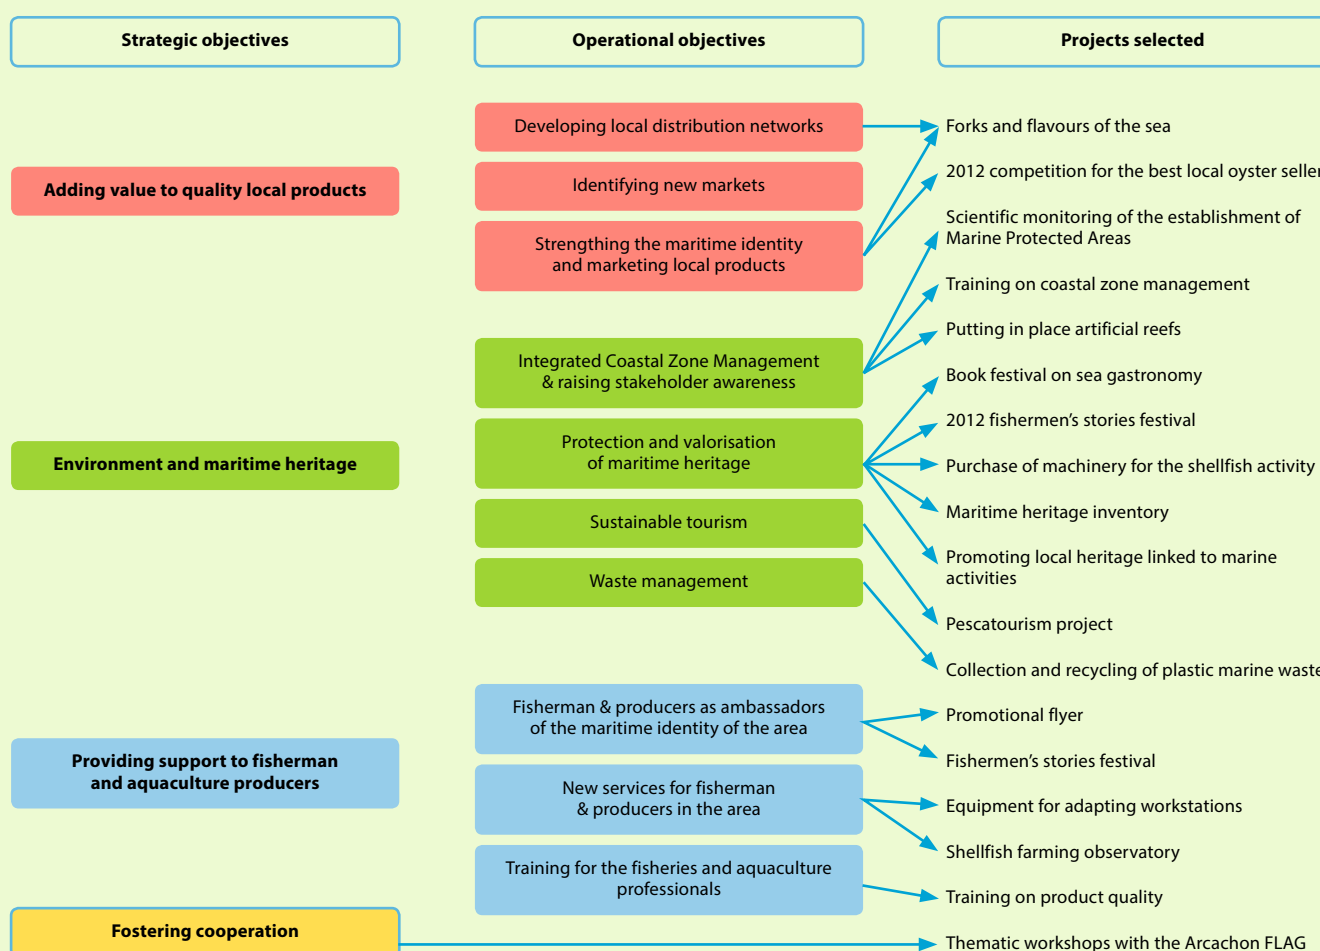 Strategic objectives
Operational objectives
Projects selected
Adding value to quality local products
Developing local distribution networks
Identifying new markets
Strengthing the maritime identity
and marketing local products
Forks and flavours of the sea
2012 competition for the best local oyster seller
Scientific monitoring of the establishment of
Marine Protected Areas
Training on coastal zone management
Putting in place artificial reefs
Environment and maritime heritage
Integrated Coastal Zone Management
& raising stakeholder awareness
Protection and valorisation
of maritime heritage
Sustainable tourism
Waste management
Book festival on sea gastronomy
2012 fishermen’s stories festival
Purchase of machinery for the shellfish activity
Maritime heritage inventory
Promoting local heritage linked to marine
activities
Pescatourism project
Collection and recycling of plastic marine waste
Providing support to fisherman
and aquaculture producers
Fisherman & producers as ambassadors
of the maritime identity of the area
New services for fisherman
& producers in the area
Training for the fisheries and aquaculture
professionals
Promotional flyer
Fishermen’s stories festival
Equipment for adapting workstations
Shellfish farming observatory
Training on product quality
Fostering cooperation
Thematic workshops with the Arcachon FLAG